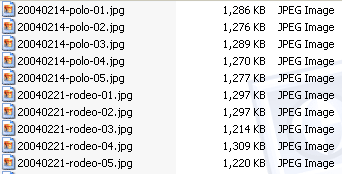 20040214-polo-01.jpg 1,286 KB JPEG Image
20040214-polo-02.jpg 1,276 KB JPEG Image
20040214-polo-03.jpg 1,289 KB JPEG Image
20040214-polo-04.jpg 1,270 KB JPEG Image
20040214-polo-05.jpg 1,277 KB JPEG Image
20040221-rodeo-01.jpg 1,297 KB JPEG Image
20040221-rodeo-02.jpg 1,297 KB JPEG Image
20040221-rodeo-03.jpg 1,214 KB JPEG Image
20040221-rodeo-04.jpg 1,309 KB JPEG Image
20040221-rodeo-05.jpg 1,220 KB JPEG Image